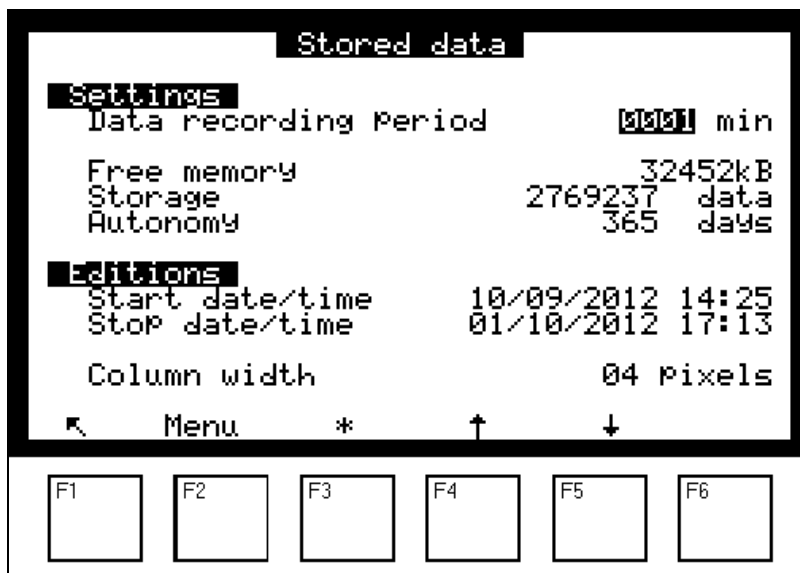 Stored data
Settings
Data recording Period 0001 min
Free memory 32452kB
Storage 2769237 data
Autonomy 365 days
Editions
Start date/time 10/09/2012 14:25
Stop date/time 01/10/2012 17:13
Column width 04 Pixels
↖ Menu * ↑ ↓
F1 F2 F3 F4 F5 F6